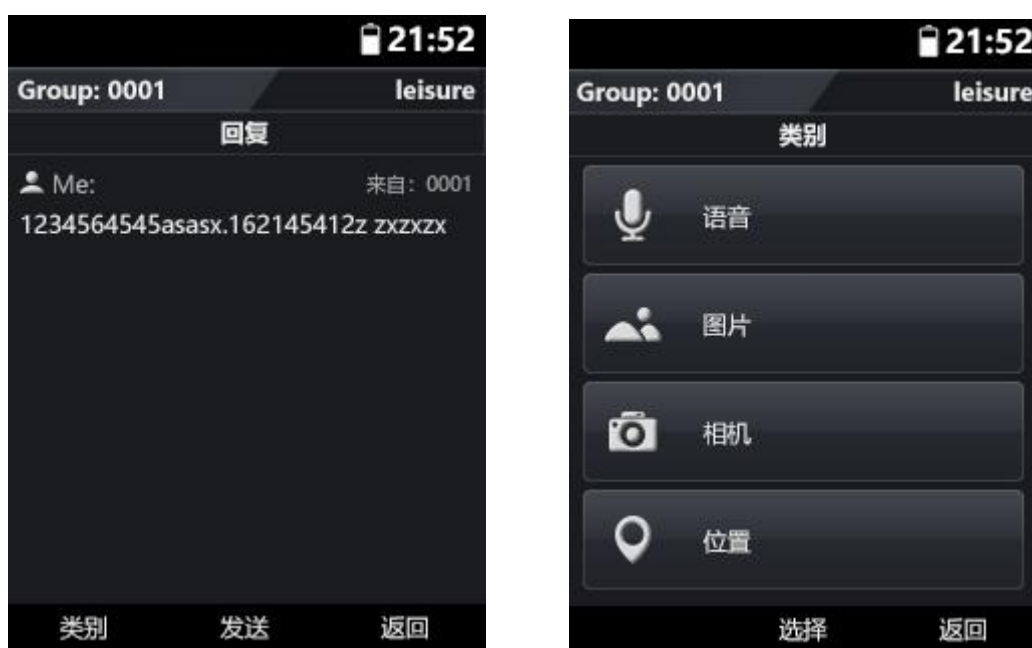 21:52
Group: 0001 leisure
回复
Me: 来自: 0001
1234564545asasx.162145412z zxzxzx
类别 发送 返回
21:52
Group: 0001 leisure
类别
语音
图片
相机
位置
选择 返回